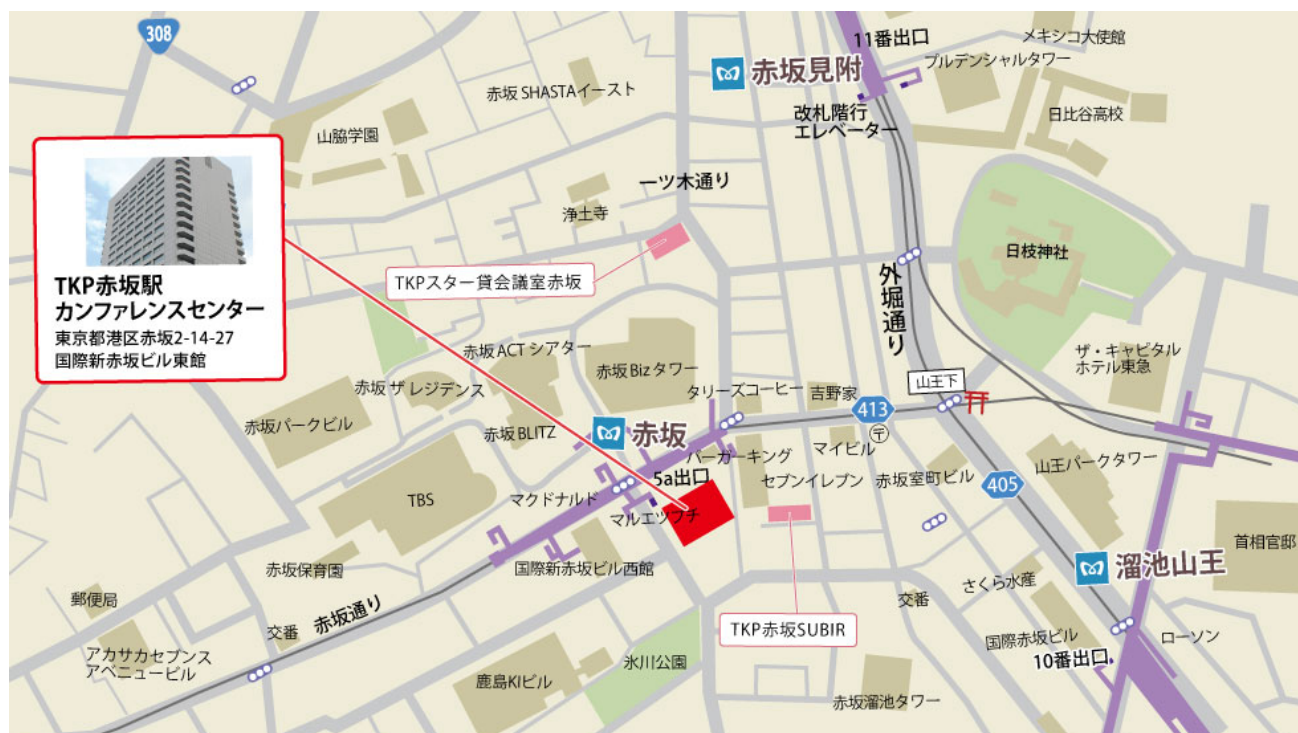 308
11番出口
メキシコ大使館
プルデンシャルタワー
赤坂見附
赤坂 SHASTAイースト
改札階行
エレベーター
日比谷高校
山脇学園
一ツ木通り
浄土寺
日枝神社
TKPスター貸会議室赤坂
TKP赤坂駅
カンファレンスセンター
東京都港区赤坂2-14-27
国際新赤坂ビル東館
外堀通り
赤坂ACTシアター
赤坂Bizタワー
ザ・キャピタル
ホテル東急
赤坂 ザ レジデンス
タリーズコーヒー
吉野家
山王下
413
赤坂パークビル
赤坂BLITZ
赤坂
〒
マイビル
バーガーキング
5a出口
セブンイレブン
赤坂室町ビル
山王パークタワー
405
TBS
マクドナルド
マルエツプチ
首相官邸
赤坂保育園
国際新赤坂ビル西館
溜池山王
さくら水産
郵便局
赤坂通り
交番
交番
TKP赤坂SUBIR
国際赤坂ビル
ローソン
10番出口
アカサカセブンス
アベニュービル
氷川公園
鹿島KIビル
赤坂溜池タワー